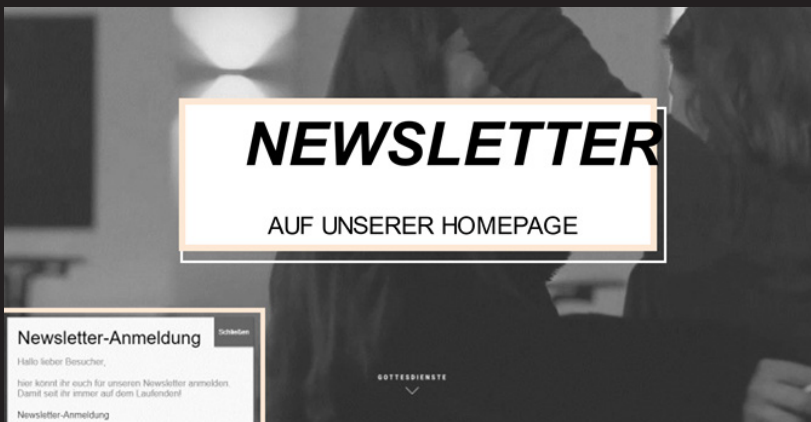 NEWSLETTER
AUF UNSERER HOMEPAGE
Newsletter-Anmeldung
Schließen
Hallo lieber Besucher,
hier könnt ihr euch für unseren Newsletter anmelden.
Damit seit ihr immer auf dem Laufenden!
Newsletter-Anmeldung
GOTTESDIENSTE